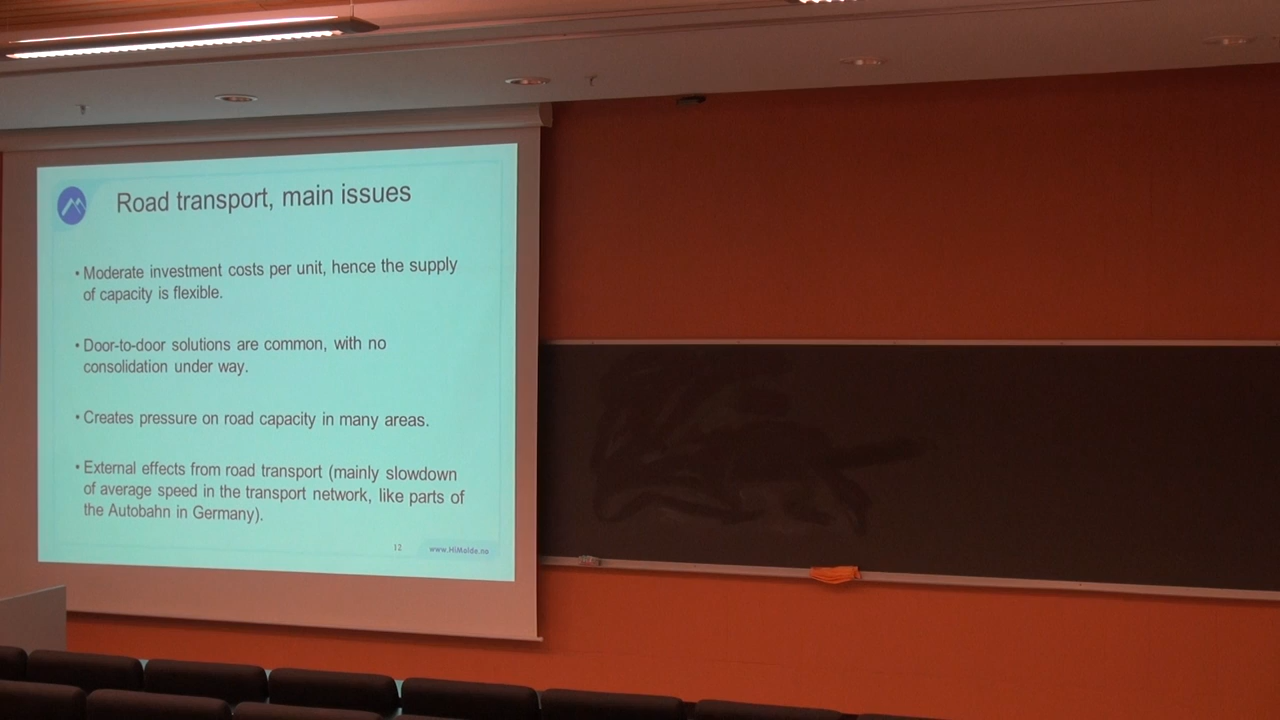 Road transport, main issues
• Moderate investment costs per unit, hence the supply
of capacity is flexible.
• Door-to-door solutions are common, with no
consolidation under way.
• Creates pressure on road capacity in many areas.
• External effects from road transport (mainly slowdown
of average speed in the transport network, like parts of
the Autobahn in Germany).
12 www.HiMolde.no